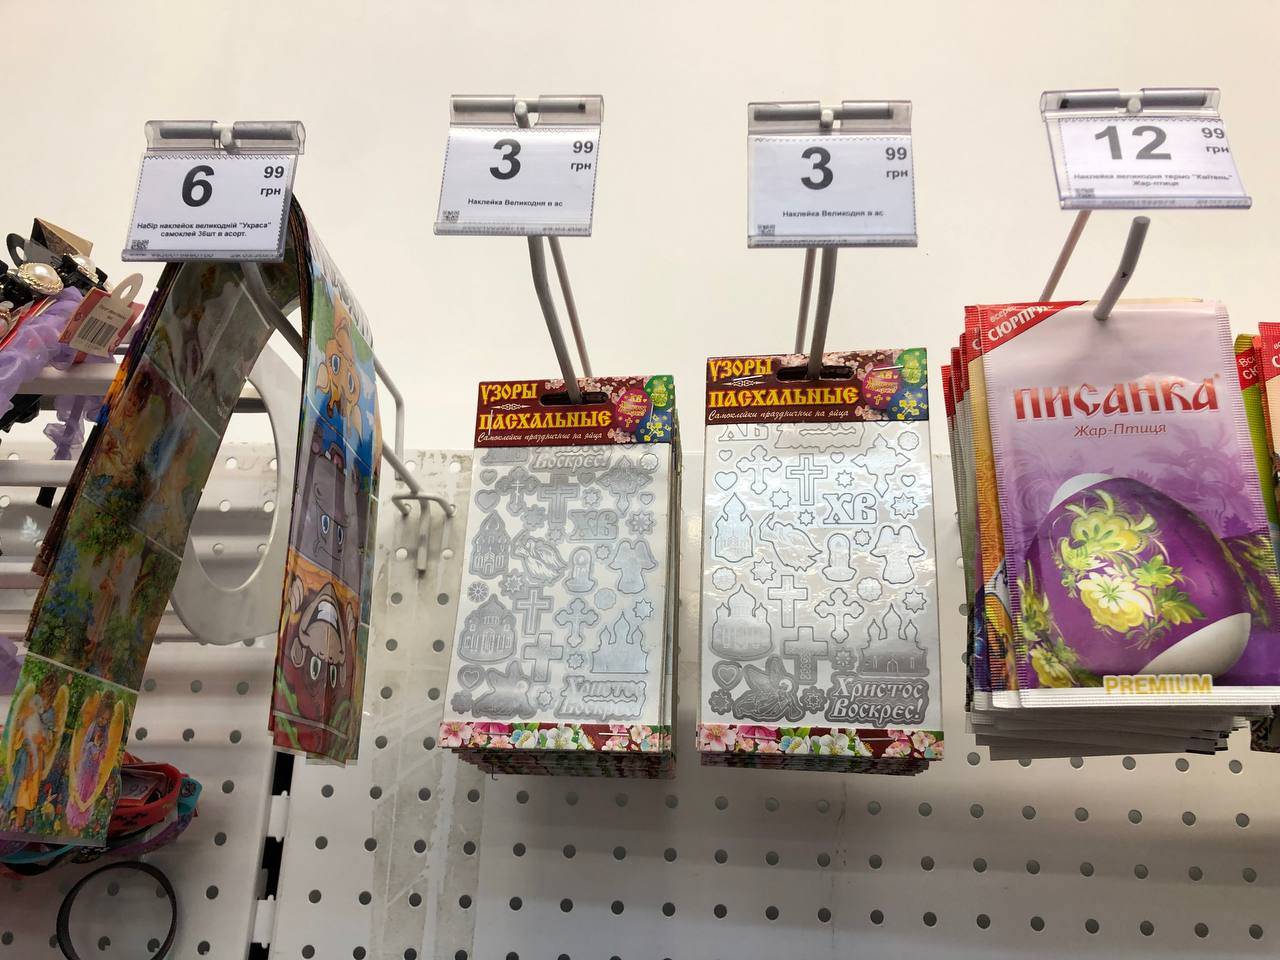 6
99
грн
Набір наклейок великодній "Украса"
самоклей 36шт в асорт.
3
99
грн
Наклейка Великодня в ас
3
99
грн
Наклейка Великодня в ас
12
99
грн
Наклейка великодня термо "Квітень"
Жар-птиця
УЗОРЫ
ПАСХАЛЬНЫЕ
Самоклейки праздничные на яйца
Христос
Воскрес!
ХВ
Христос
Воскрес!
УЗОРЫ
ПАСХАЛЬНЫЕ
Самоклейки праздничные на яйца
ХВ
ХВ
Христос
Воскрес!
СЮРПРИЗ
ПИСАНКА
Жар-Птиця
PREMIUM